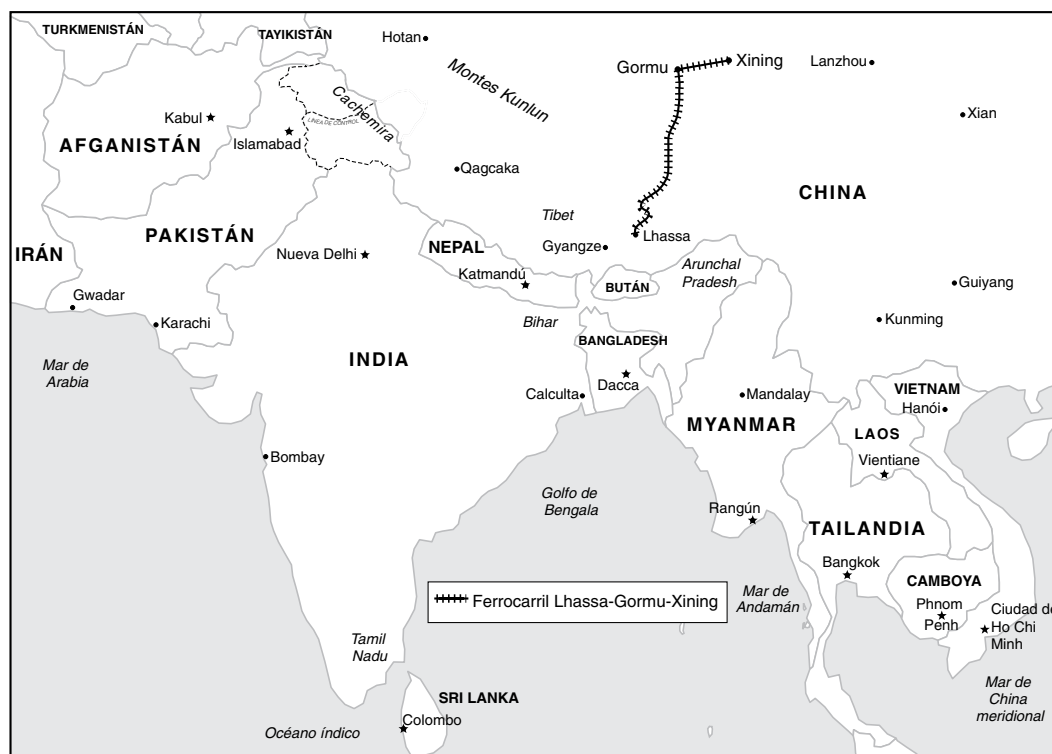 TURKMENISTÁN
TAYIKISTÁN
Hotan
Montes Kunlun
Gormu
Xining
Lanzhou
Cachemira
LÍNEA DE CONTROL
Kabul
Xian
AFGANISTÁN
Islamabad
Qagcaka
CHINA
Tibet
PAKISTÁN
Lhassa
NEPAL
Gyangze
IRÁN
Nueva Delhi
Arunchal
Pradesh
Katmandú
BUTÁN
Guiyang
Gwadar
Karachi
Bihar
Kunming
BANGLADESH
INDIA
Mar de
Arabia
Dacca
VIETNAM
Calculta
Mandalay
Hanói
MYANMAR
LAOS
Bombay
Vientiane
Golfo de
Bengala
Rangún
TAILANDIA
Bangkok
CAMBOYA
Ferrocarril Lhassa-Gormu-Xining
Mar de
Andamán
Phnom
Penh
Ciudad de
Ho Chi
Minh
Tamil
Nadu
Mar de
China
meridional
SRI LANKA
Colombo
Océano índico